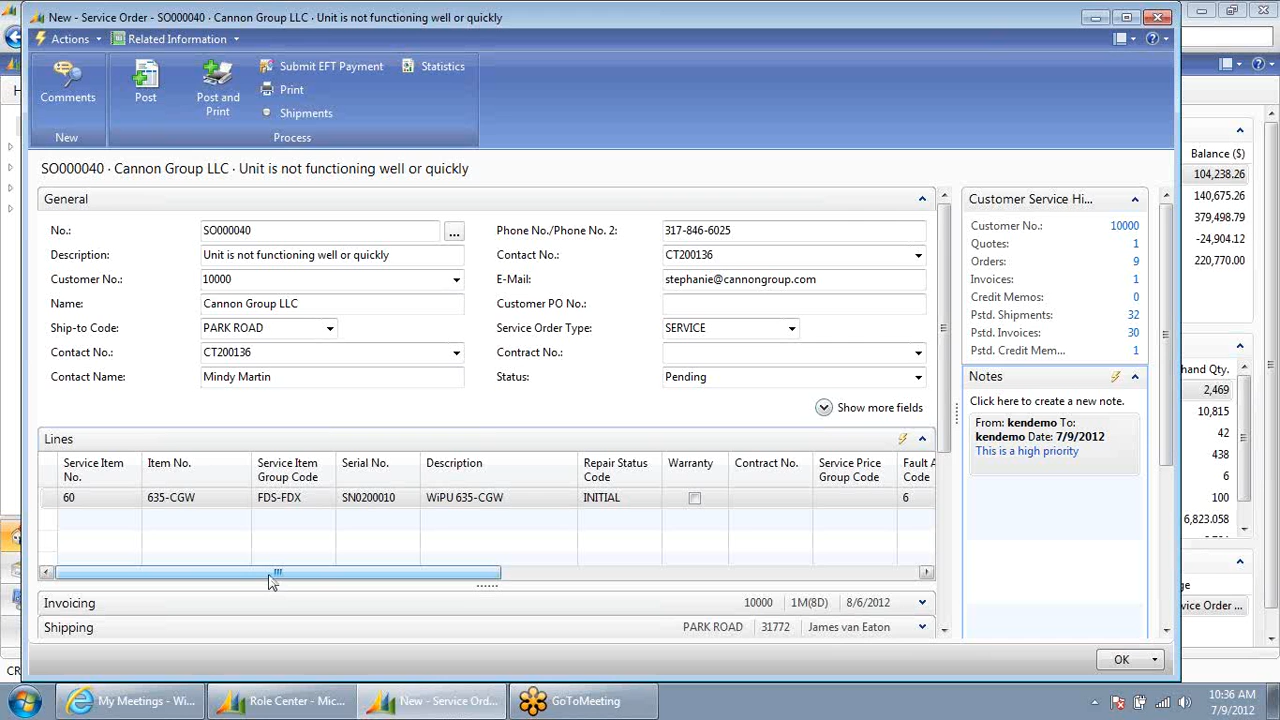 New - Service Order - SO000040 · Cannon Group LLC · Unit is not functioning well or quickly
Actions
Related Information
Comments
Post
Post and Print
Submit EFT Payment
Print
Shipments
Statistics
New
Process
SO000040 · Cannon Group LLC · Unit is not functioning well or quickly
General
No.: SO000040 ...
Description: Unit is not functioning well or quickly
Customer No.: 10000
Name: Cannon Group LLC
Ship-to Code: PARK ROAD
Contact No.: CT200136
Contact Name: Mindy Martin
Phone No./Phone No. 2: 317-846-6025
Contact No.: CT200136
E-Mail: stephanie@cannongroup.com
Customer PO No.:
Service Order Type: SERVICE
Contract No.:
Status: Pending
Show more fields
Lines
Service Item No. Item No. Service Item Group Code Serial No. Description Repair Status Code Warranty Contract No. Service Price Group Code Fault A Code
60 635-CGW FDS-FDX SN0200010 WiPU 635-CGW INITIAL 6
Invoicing 10000 1M(8D) 8/6/2012
Shipping PARK ROAD 31772 James van Eaton
Customer Service Hi...
Customer No.: 10000
Quotes: 1
Orders: 9
Invoices: 1
Credit Memos: 0
Pstd. Shipments: 32
Pstd. Invoices: 30
Pstd. Credit Mem... 1
Notes
Click here to create a new note.
From: kendemo To:
kendemo Date: 7/9/2012
This is a high priority
OK
Balance ($)
104,238.26
140,675.26
379,498.79
-24,904.12
220,770.00
hand Qty.
2,469
10,815
42
438
6
100
6,823.058
ge
vice Order ...
H
CR
My Meetings - Wi...
Role Center - Mic...
New - Service Ord...
GoToMeeting
10:36 AM
7/9/2012